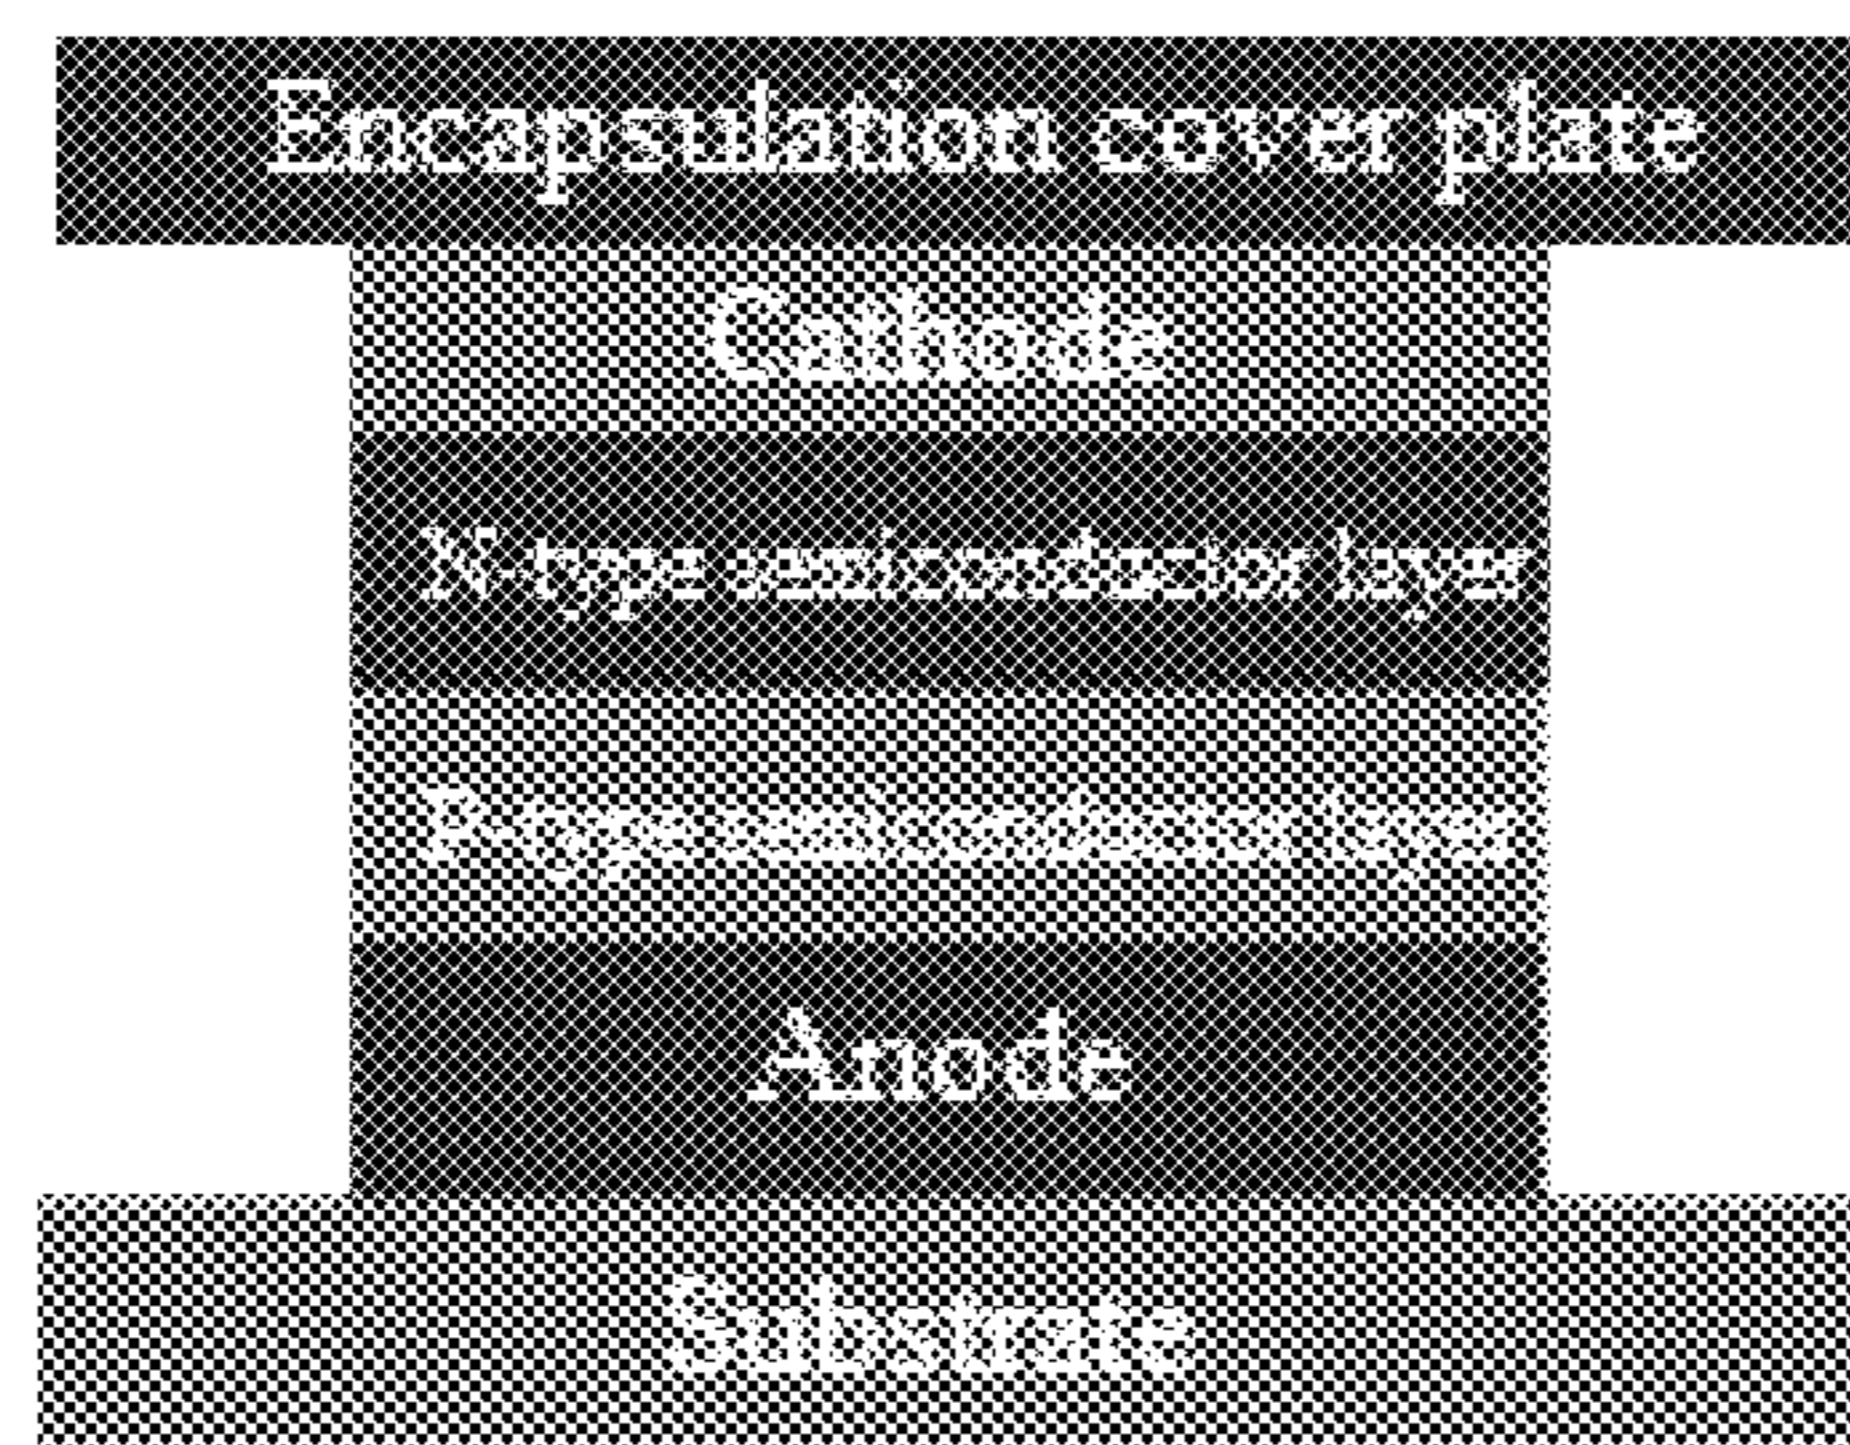 Encapsulation cover plate
Cathode
N-type semiconductor layer
P-type semiconductor layer
Anode
Substrate